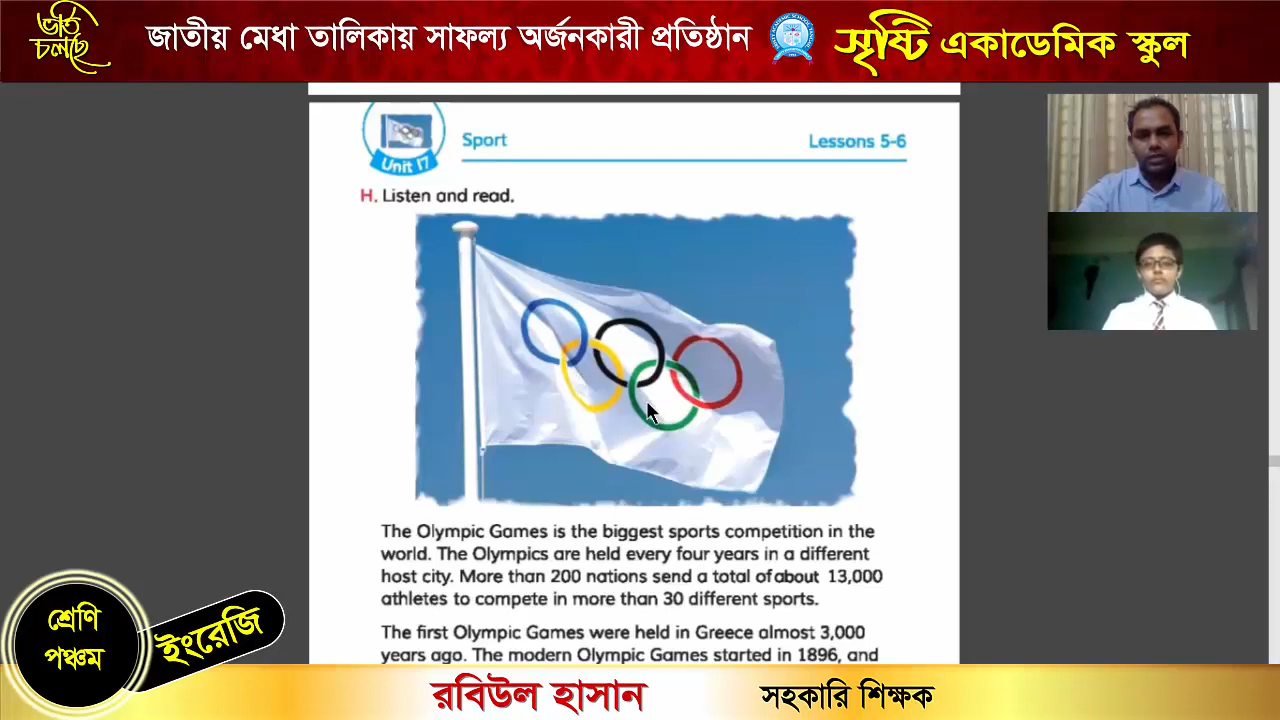 ভর্তি
চলছে
জাতীয় মেধা তালিকায় সাফল্য অর্জনকারী প্রতিষ্ঠান
সৃষ্টি একাডেমিক স্কুল
Unit 17
Sport
Lessons 5-6
H. Listen and read.
The Olympic Games is the biggest sports competition in the
world. The Olympics are held every four years in a different
host city. More than 200 nations send a total of about 13,000
athletes to compete in more than 30 different sports.
The first Olympic Games were held in Greece almost 3,000
years ago. The modern Olympic Games started in 1896, and
শ্রেণি
পঞ্চম
ইংরেজি
রবিউল হাসান
সহকারি শিক্ষক